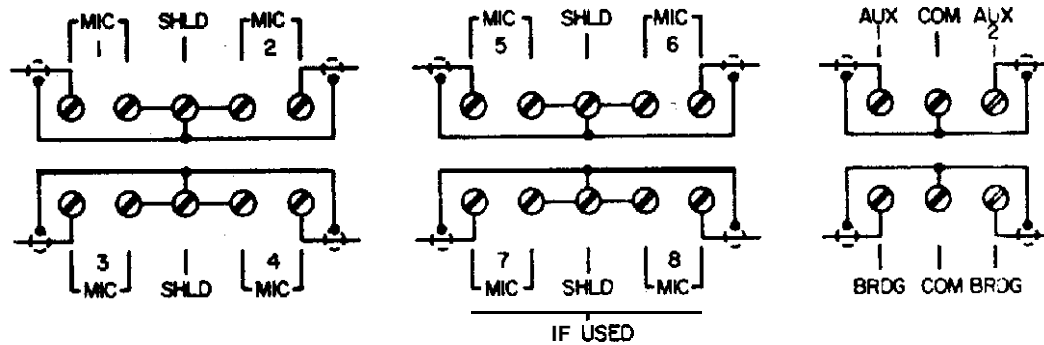 MIC SHLD MIC
1 2
MIC SHLD MIC
5 6
AUX COM AUX
1 2
3 4
MIC SHLD MIC
7 8
MIC SHLD MIC
IF USED
BRDG COM BRDG